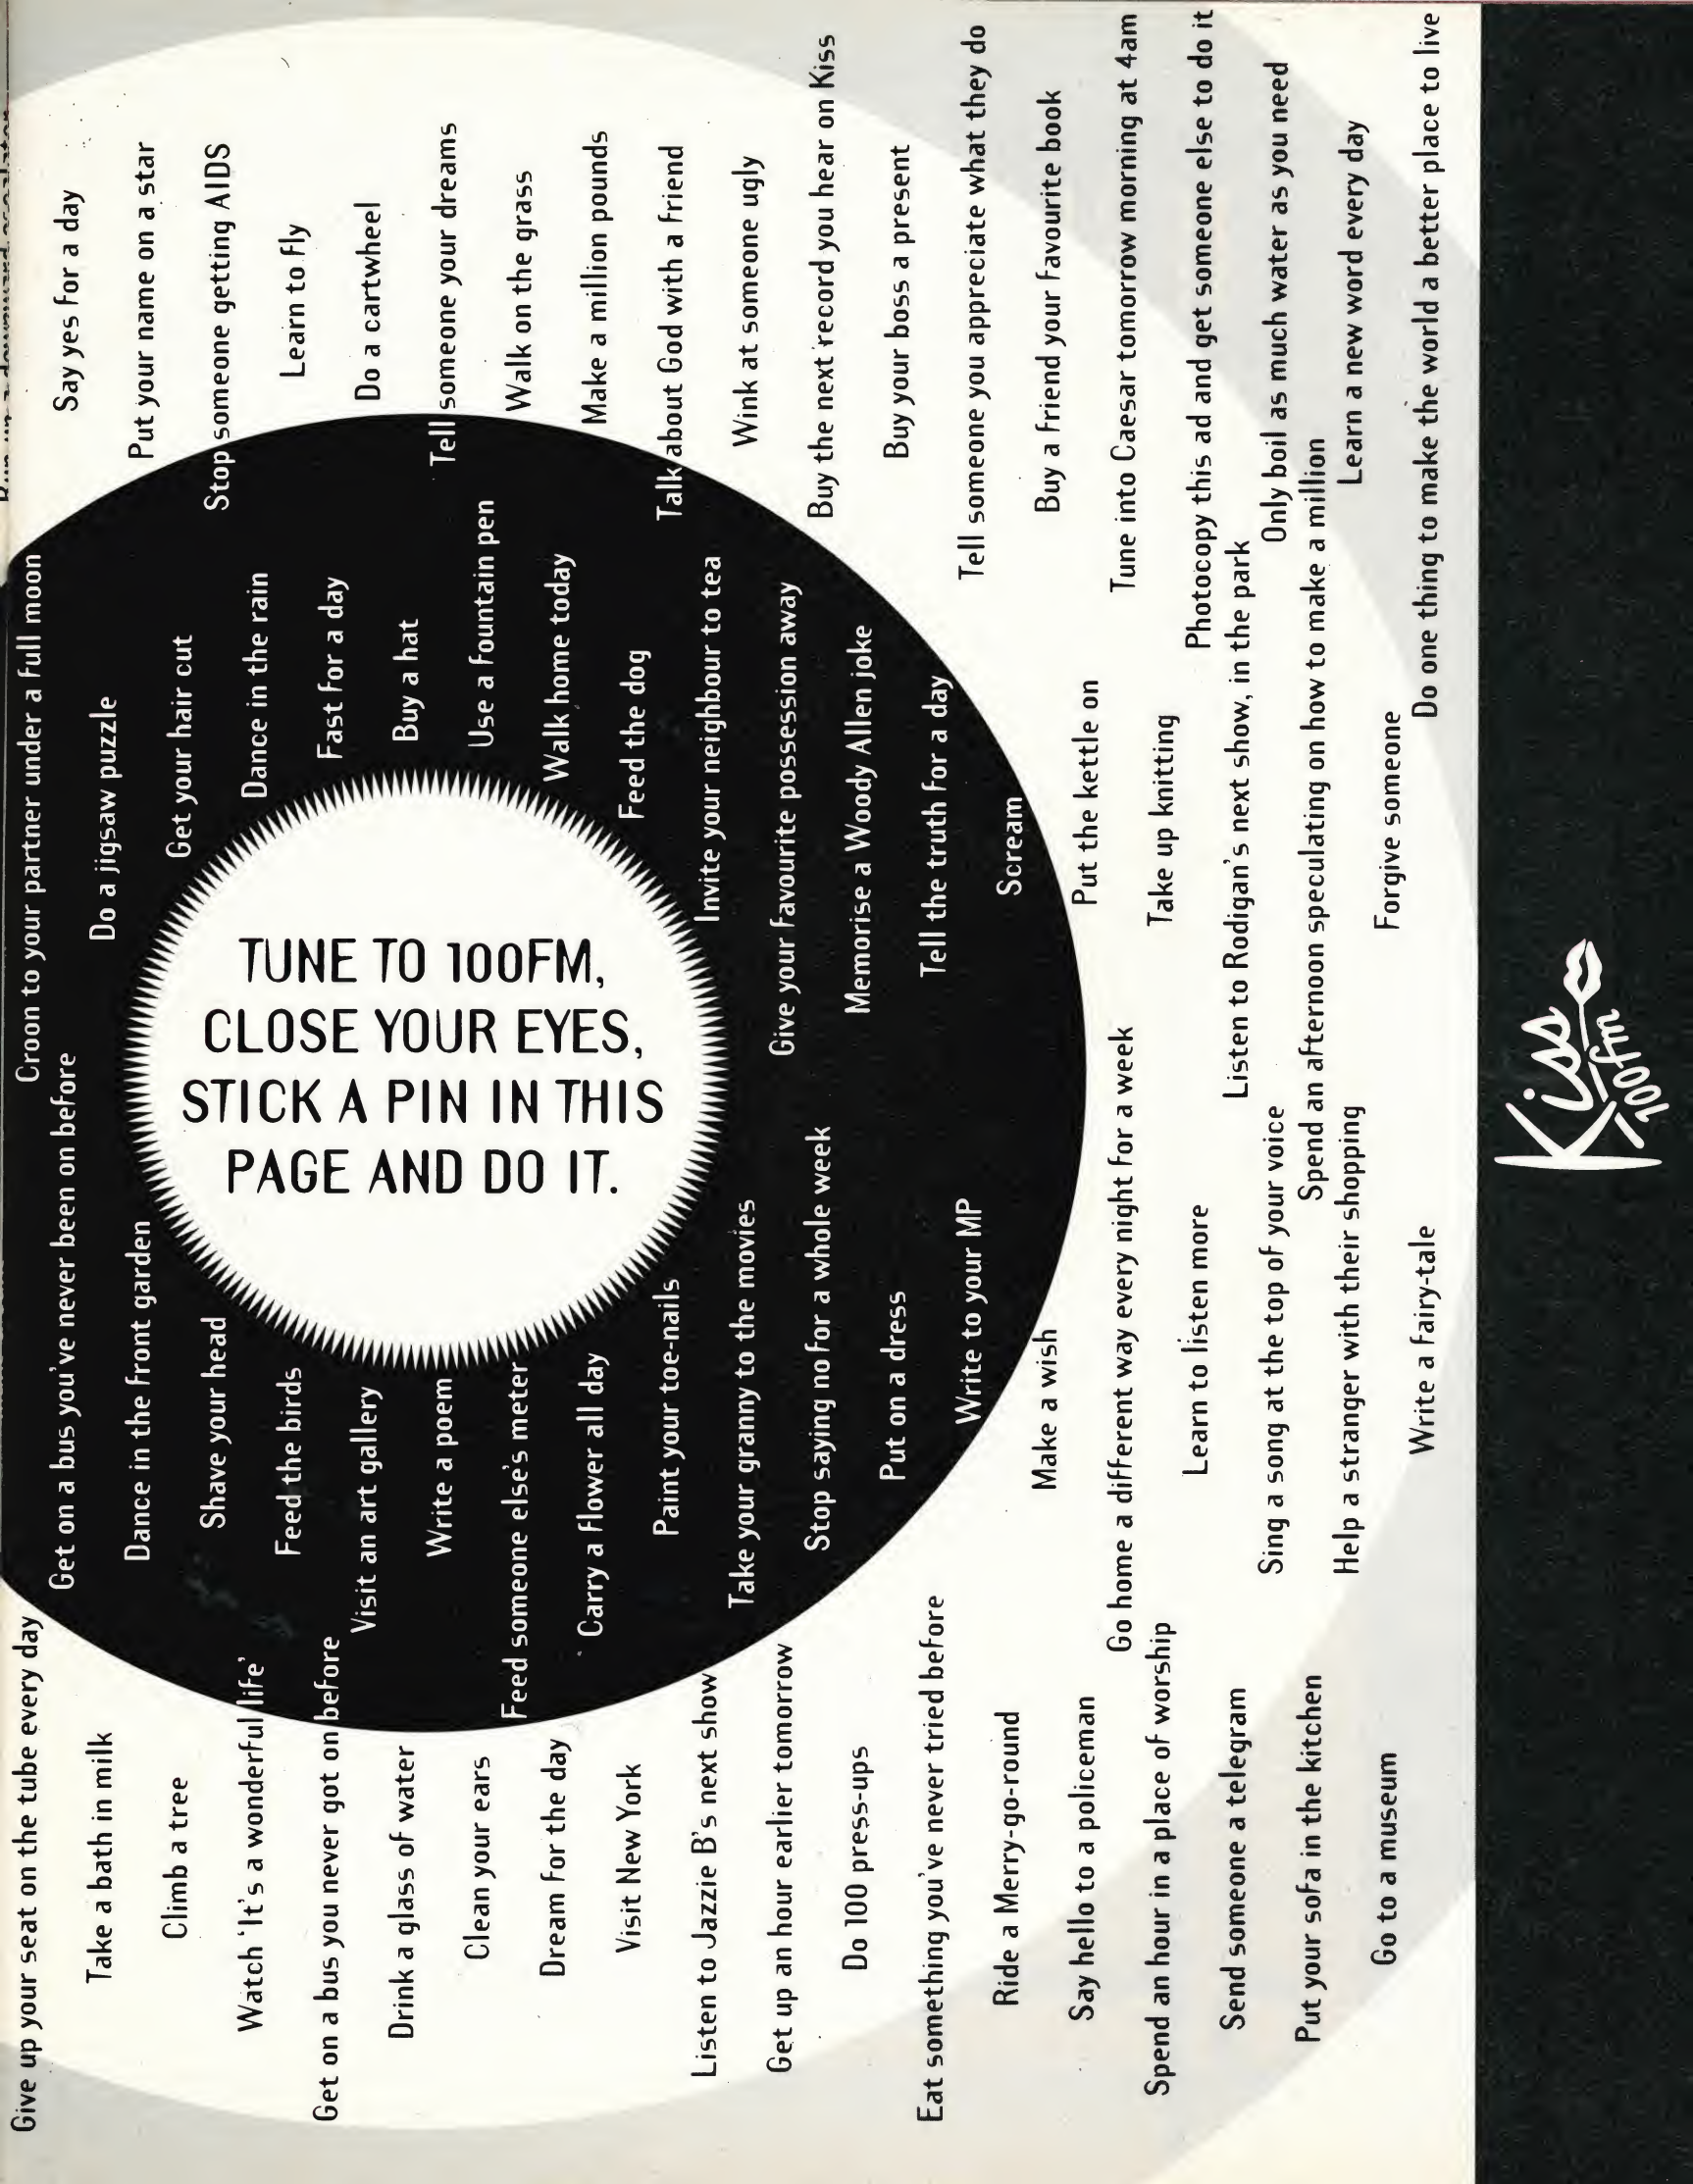 TUNE TO 100FM,
CLOSE YOUR EYES,
STICK A PIN IN THIS
PAGE AND DO IT.
Give up your seat on the tube every day
Take a bath in milk
Climb a tree
Watch 'It's a wonderful life'
Get on a bus you never got on before
Drink a glass of water
Clean your ears
Dream for the day
Visit New York
Listen to Jazzie B's next show
Get up an hour earlier tomorrow
Do 100 press-ups
Eat something you've never tried before
Ride a Merry-go-round
Say hello to a policeman
Spend an hour in a place of worship
Send someone a telegram
Put your sofa in the kitchen
Go to a museum
Get on a bus you've never been on before
Dance in the front garden
Shave your head
Feed the birds
Visit an art gallery
Write a poem
Feed someone else's meter
Carry a flower all day
Paint your toe-nails
Take your granny to the movies
Stop saying no for a whole week
Put on a dress
Write to your MP
Make a wish
Go home a different way every night for a week
Learn to listen more
Sing a song at the top of your voice
Help a stranger with their shopping
Write a fairy-tale
Croon to your partner under a full moon
Do a jigsaw puzzle
Get your hair cut
Dance in the rain
Fast for a day
Buy a hat
Use a fountain pen
Walk home today
Feed the dog
Invite your neighbour to tea
Give your favourite possession away
Memorise a Woody Allen joke
Tell the truth for a day
Scream
Put the kettle on
Take up knitting
Listen to Rodigan's next show, in the park
Spend an afternoon speculating on how to make a million
Forgive someone
Say yes for a day
Put your name on a star
Stop someone getting AIDS
Learn to fly
Do a cartwheel
Tell someone your dreams
Walk on the grass
Make a million pounds
Talk about God with a friend
Wink at someone ugly
Buy the next record you hear on Kiss
Buy your boss a present
Tell someone you appreciate what they do
Buy a friend your favourite book
Tune into Caesar tomorrow morning at 4am
Photocopy this ad and get someone else to do it
Only boil as much water as you need
Learn a new word every day
Do one thing to make the world a better place to live
Kiss
100fm